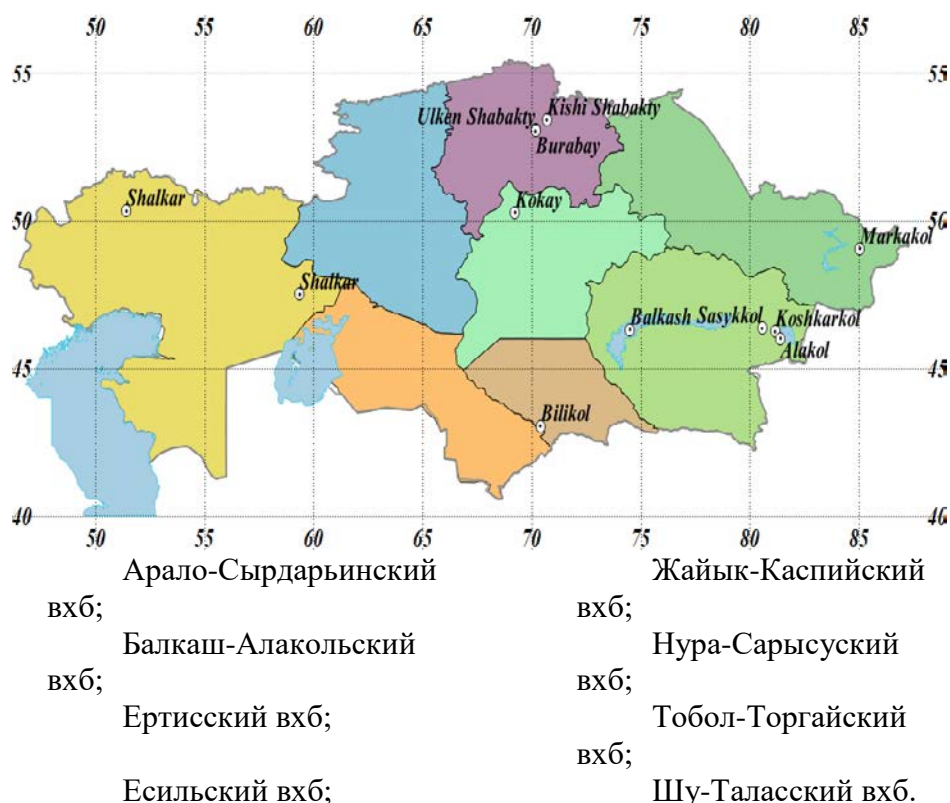 50 55 60 65 70 75 80 85
55 55
Kishi Shabakty
Ulken Shabakty
Burabay
Shalkar
Kokay
50 50
Markakol
Shalkar
Balkash Sasykkol Koshkarkol
Alakol
45 45
Bilikol
40 40
50 55 60 65 70 75 80 85
Арало-Сырдарьинский
вхб;
Жайык-Каспийский
вхб;
Балкаш-Алакольский
вхб;
Нура-Сарысуский
вхб;
Ертисский вхб;
Тобол-Торгайский
вхб;
Есильский вхб;
Шу-Таласский вхб.